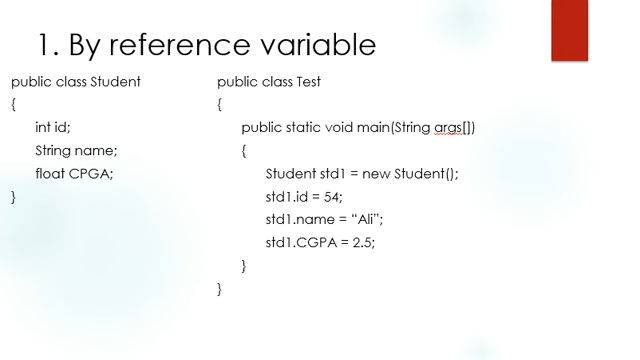 1. By reference variable
public class Student
{
int id;
String name;
float CPGA;
}
public class Test
{
public static void main(String args[])
{
Student std1 = new Student();
std1.id = 54;
std1.name = “Ali”;
std1.CGPA = 2.5;
}
}